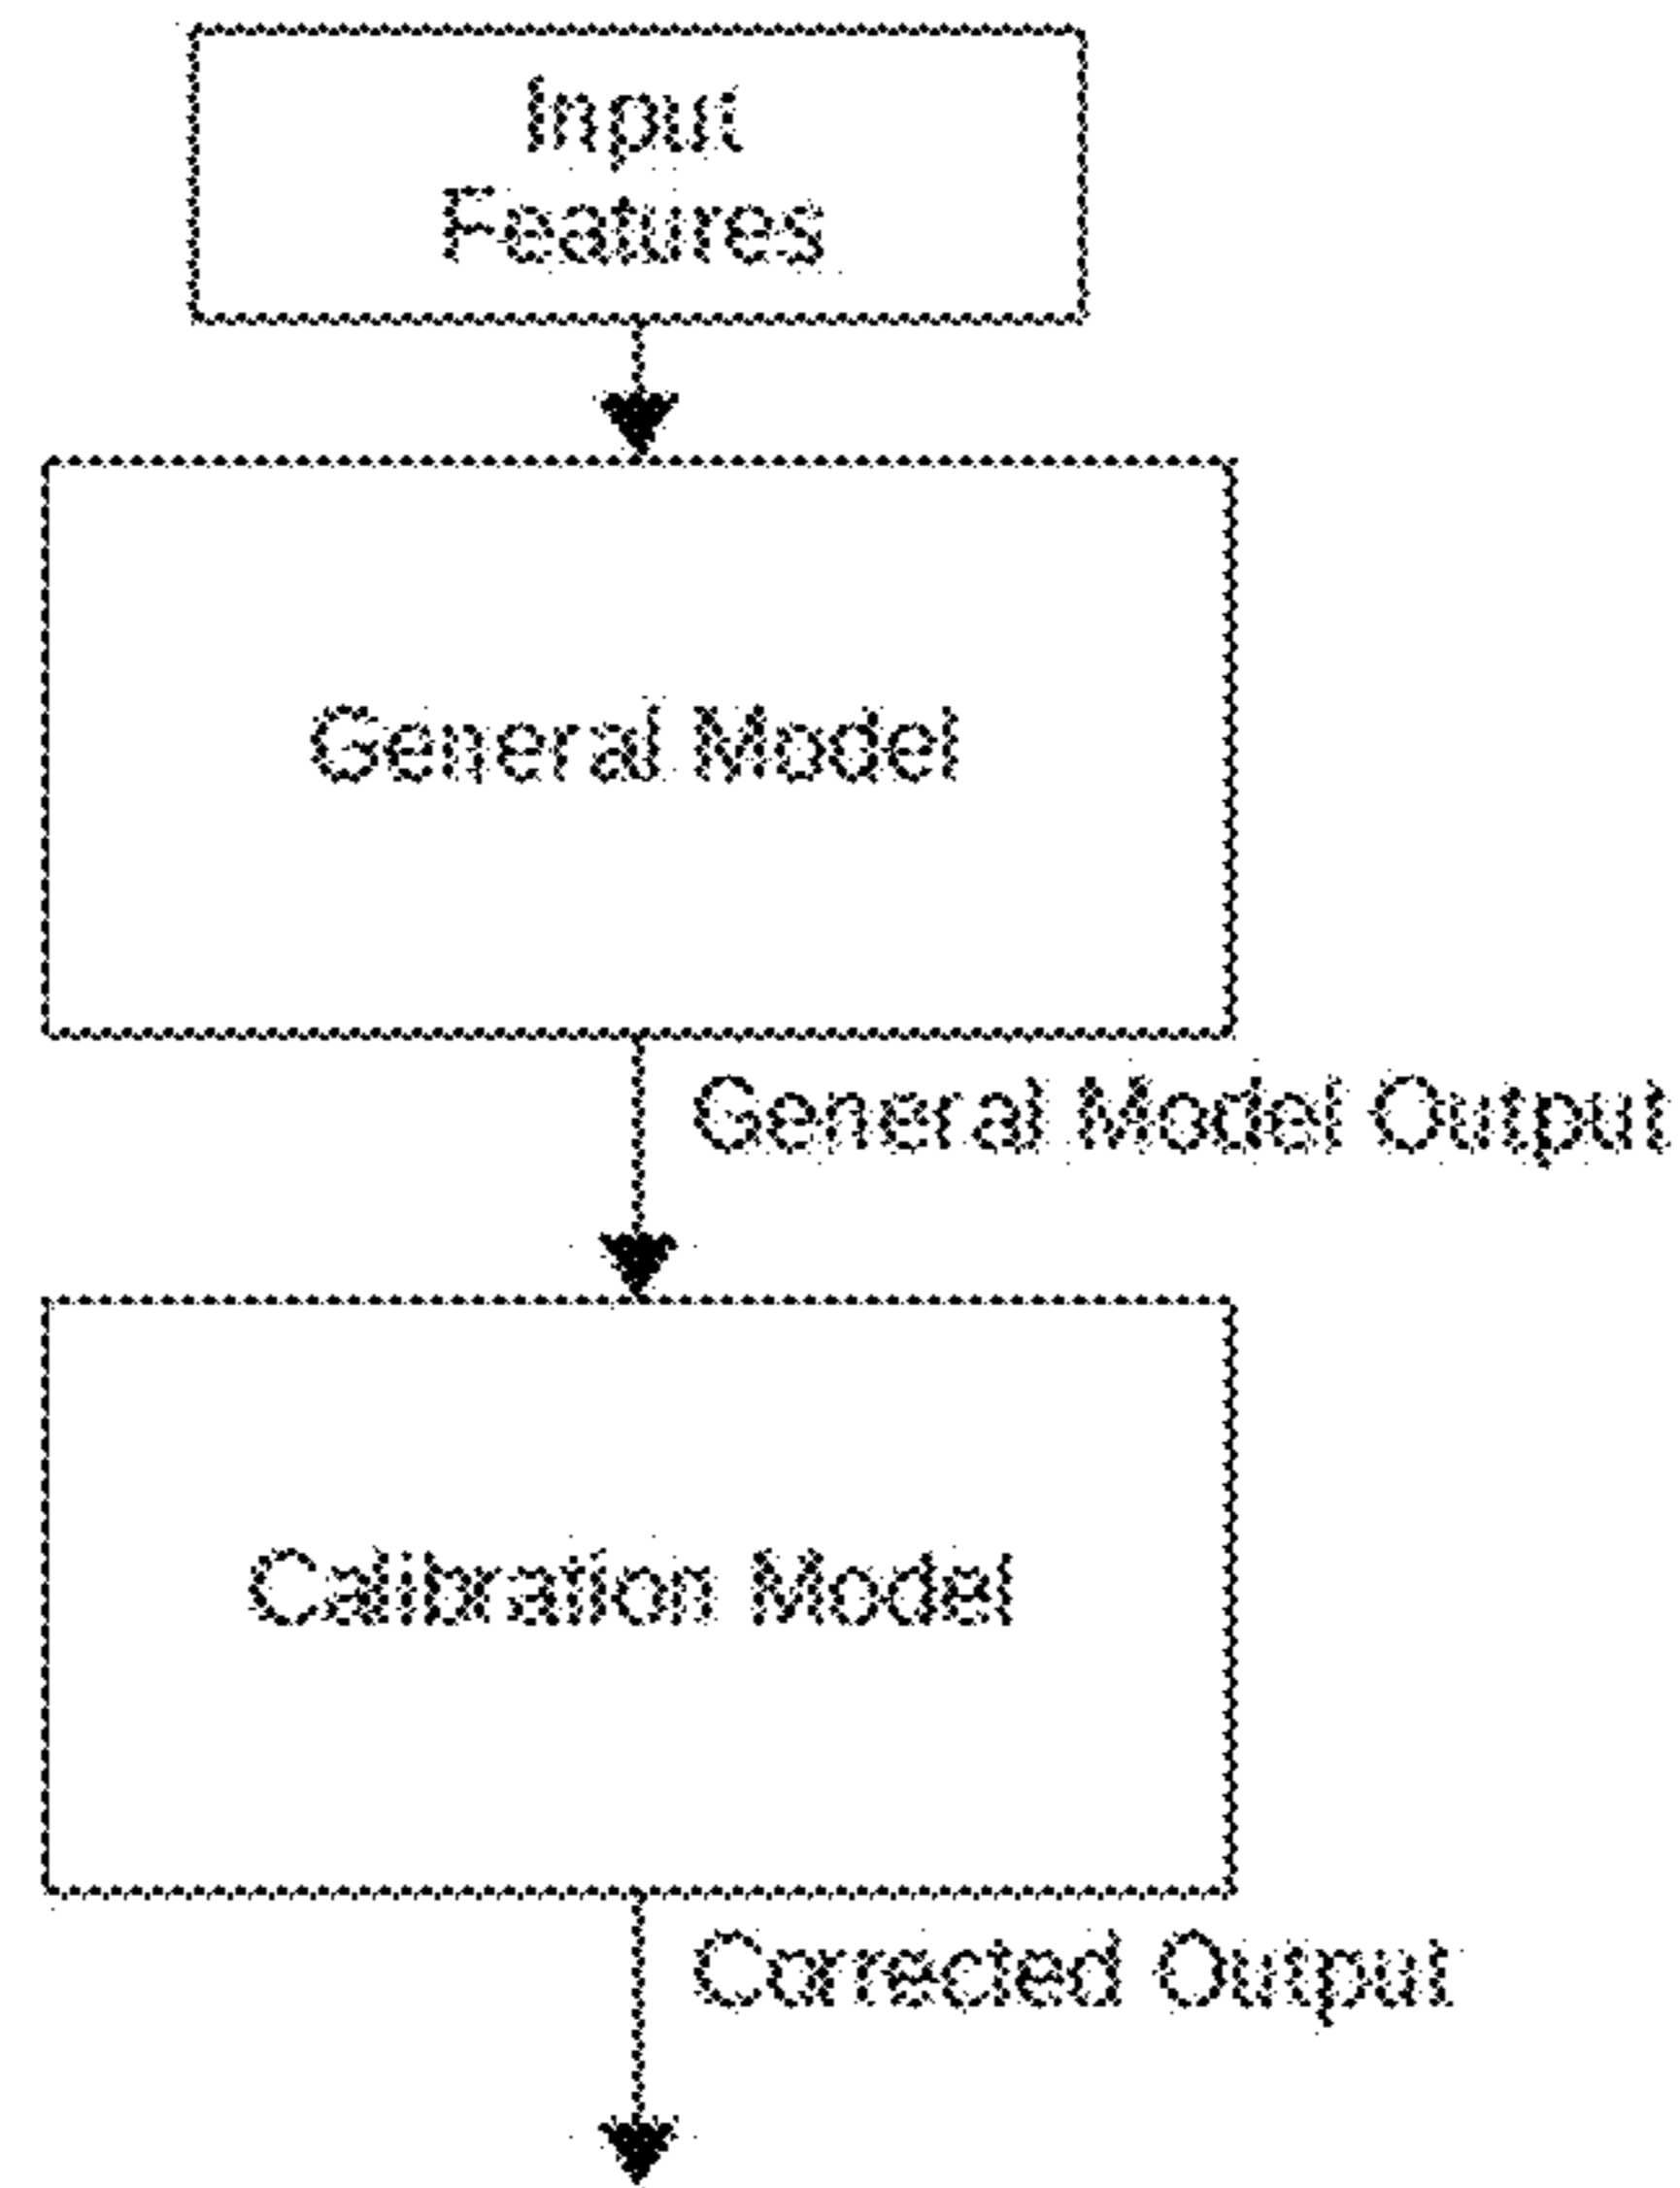 Input
Features
General Model
General Model Output
Calibration Model
Corrected Output